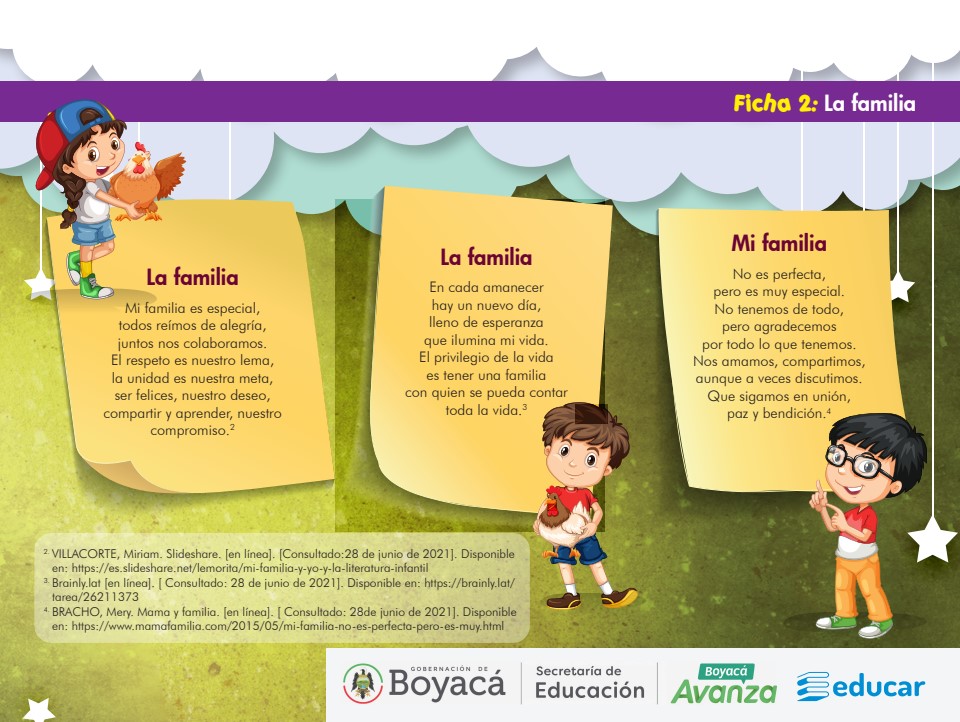 Ficha 2: La familia
La familia
Mi familia es especial,
todos reímos de alegría,
juntos nos colaboramos.
El respeto es nuestro lema,
la unidad es nuestra meta,
ser felices, nuestro deseo,
compartir y aprender, nuestro
compromiso.²
La familia
En cada amanecer
hay un nuevo día,
lleno de esperanza
que ilumina mi vida.
El privilegio de la vida
es tener una familia
con quien se pueda contar
toda la vida.³
Mi familia
No es perfecta,
pero es muy especial.
No tenemos de todo,
pero agradecemos
por todo lo que tenemos.
Nos amamos, compartimos,
aunque a veces discutimos.
Que sigamos en unión,
paz y bendición.⁴
² VILLACORTE, Miriam. Slideshare. [en línea]. [Consultado:28 de junio de 2021]. Disponible
en: https://es.slideshare.net/lemorita/mi-familia-y-yo-y-la-literatura-infantil
³ Brainly.lat [en línea]. [ Consultado: 28 de junio de 2021]. Disponible en: https://brainly.lat/
tarea/26211373
⁴ BRACHO, Mery. Mama y familia. [en línea]. [ Consultado: 28de junio de 2021]. Disponible
en: https://www.mamafamilia.com/2015/05/mi-familia-no-es-perfecta-pero-es-muy.html
GOBERNACIÓN DE
Boyacá
Secretaría de
Educación
Boyacá
Avanza
educar